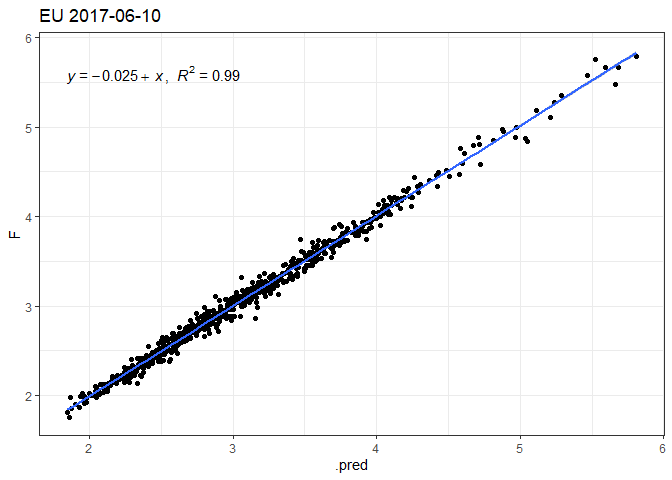 EU 2017-06-10
y = −0.025 + x, R² = 0.99
6
5
4
3
2
F
2 3 4 5 6
.pred